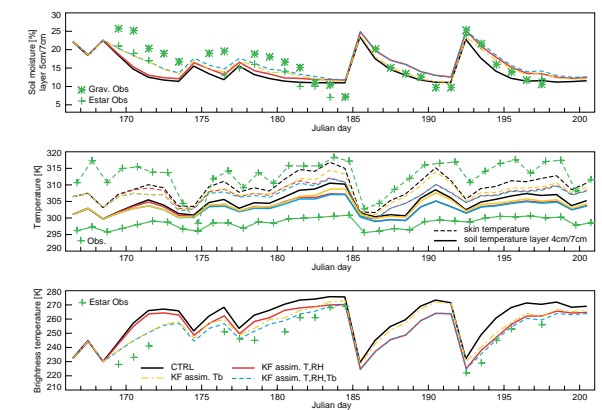 Soil moisture [%]
layer 4cm/7cm
30
25
20
15
10
5
Grav. Obs
Estar Obs
170 175 180 185 190 195 200
Julian day
Temperature [K]
320
315
310
305
300
295
290
Obs.
skin temperature
soil temperature layer 4cm/7cm
170 175 180 185 190 195 200
Julian day
Brightness temperature [K]
280
270
260
250
240
230
220
210
Estar Obs
CTRL KF assim. T,RH
KF assim. Tb KF assim. T,RH,Tb
170 175 180 185 190 195 200
Julian day